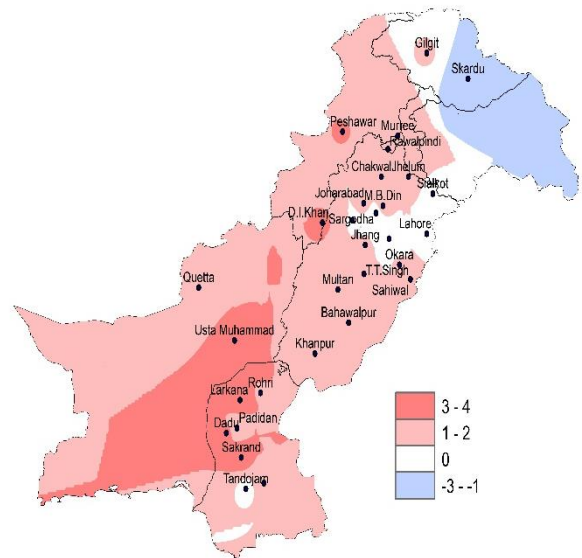 Gilgit
Skardu
Peshawar
Murree
Rawalpindi
Chakwal
Jhelum
Sialkot
Joharabad
M.B.Din
D.I.Khan
Sargodha
Lahore
Jhang
Okara
T.T.Singh
Sahiwal
Quetta
Multan
Bahawalpur
Usta Muhammad
Khanpur
Rohri
Larkana
Padidan
Dadu
Sakrand
Tandojam
3 - 4
1 - 2
0
-3 - -1